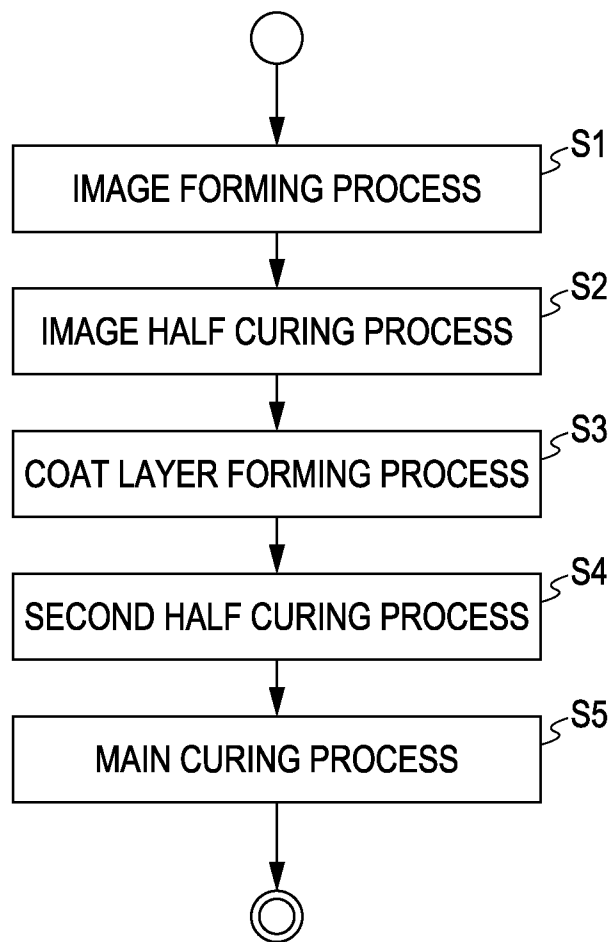 S1
IMAGE FORMING PROCESS
S2
IMAGE HALF CURING PROCESS
S3
COAT LAYER FORMING PROCESS
S4
SECOND HALF CURING PROCESS
S5
MAIN CURING PROCESS